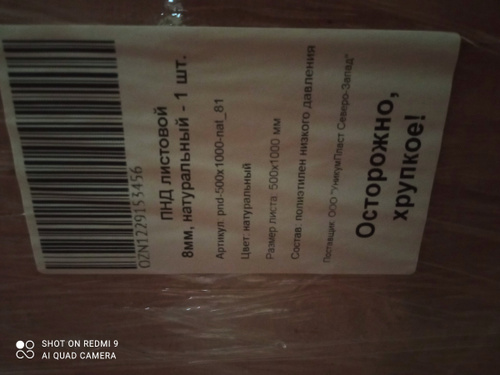 OZN1229153456
ПНД листовой
8мм, натуральный - 1 шт.
Артикул: pnd-500x1000-nat_81
Цвет: натуральный
Размер листа: 500х1000 мм
Состав: полиэтилен низкого давления
Поставщик: ООО "УникумПласт Северо-Запад"
Осторожно,
хрупкое!
SHOT ON REDMI 9
AI QUAD CAMERA